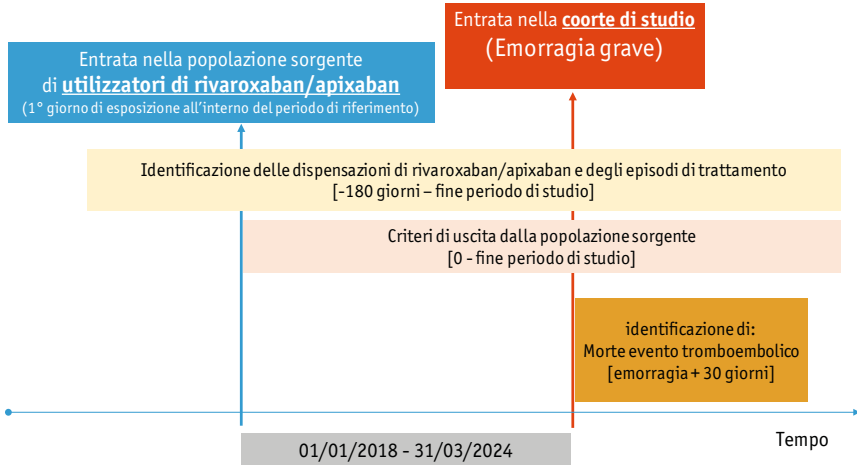 Entrata nella popolazione sorgente
di utilizzatori di rivaroxaban/apixaban
(1° giorno di esposizione all'interno del periodo di riferimento)
Entrata nella coorte di studio
(Emorragia grave)
Identificazione delle dispensazioni di rivaroxaban/apixaban e degli episodi di trattamento
[-180 giorni – fine periodo di studio]
Criteri di uscita dalla popolazione sorgente
[0 - fine periodo di studio]
identificazione di:
Morte evento tromboembolico
[emorragia + 30 giorni]
Tempo
01/01/2018 - 31/03/2024